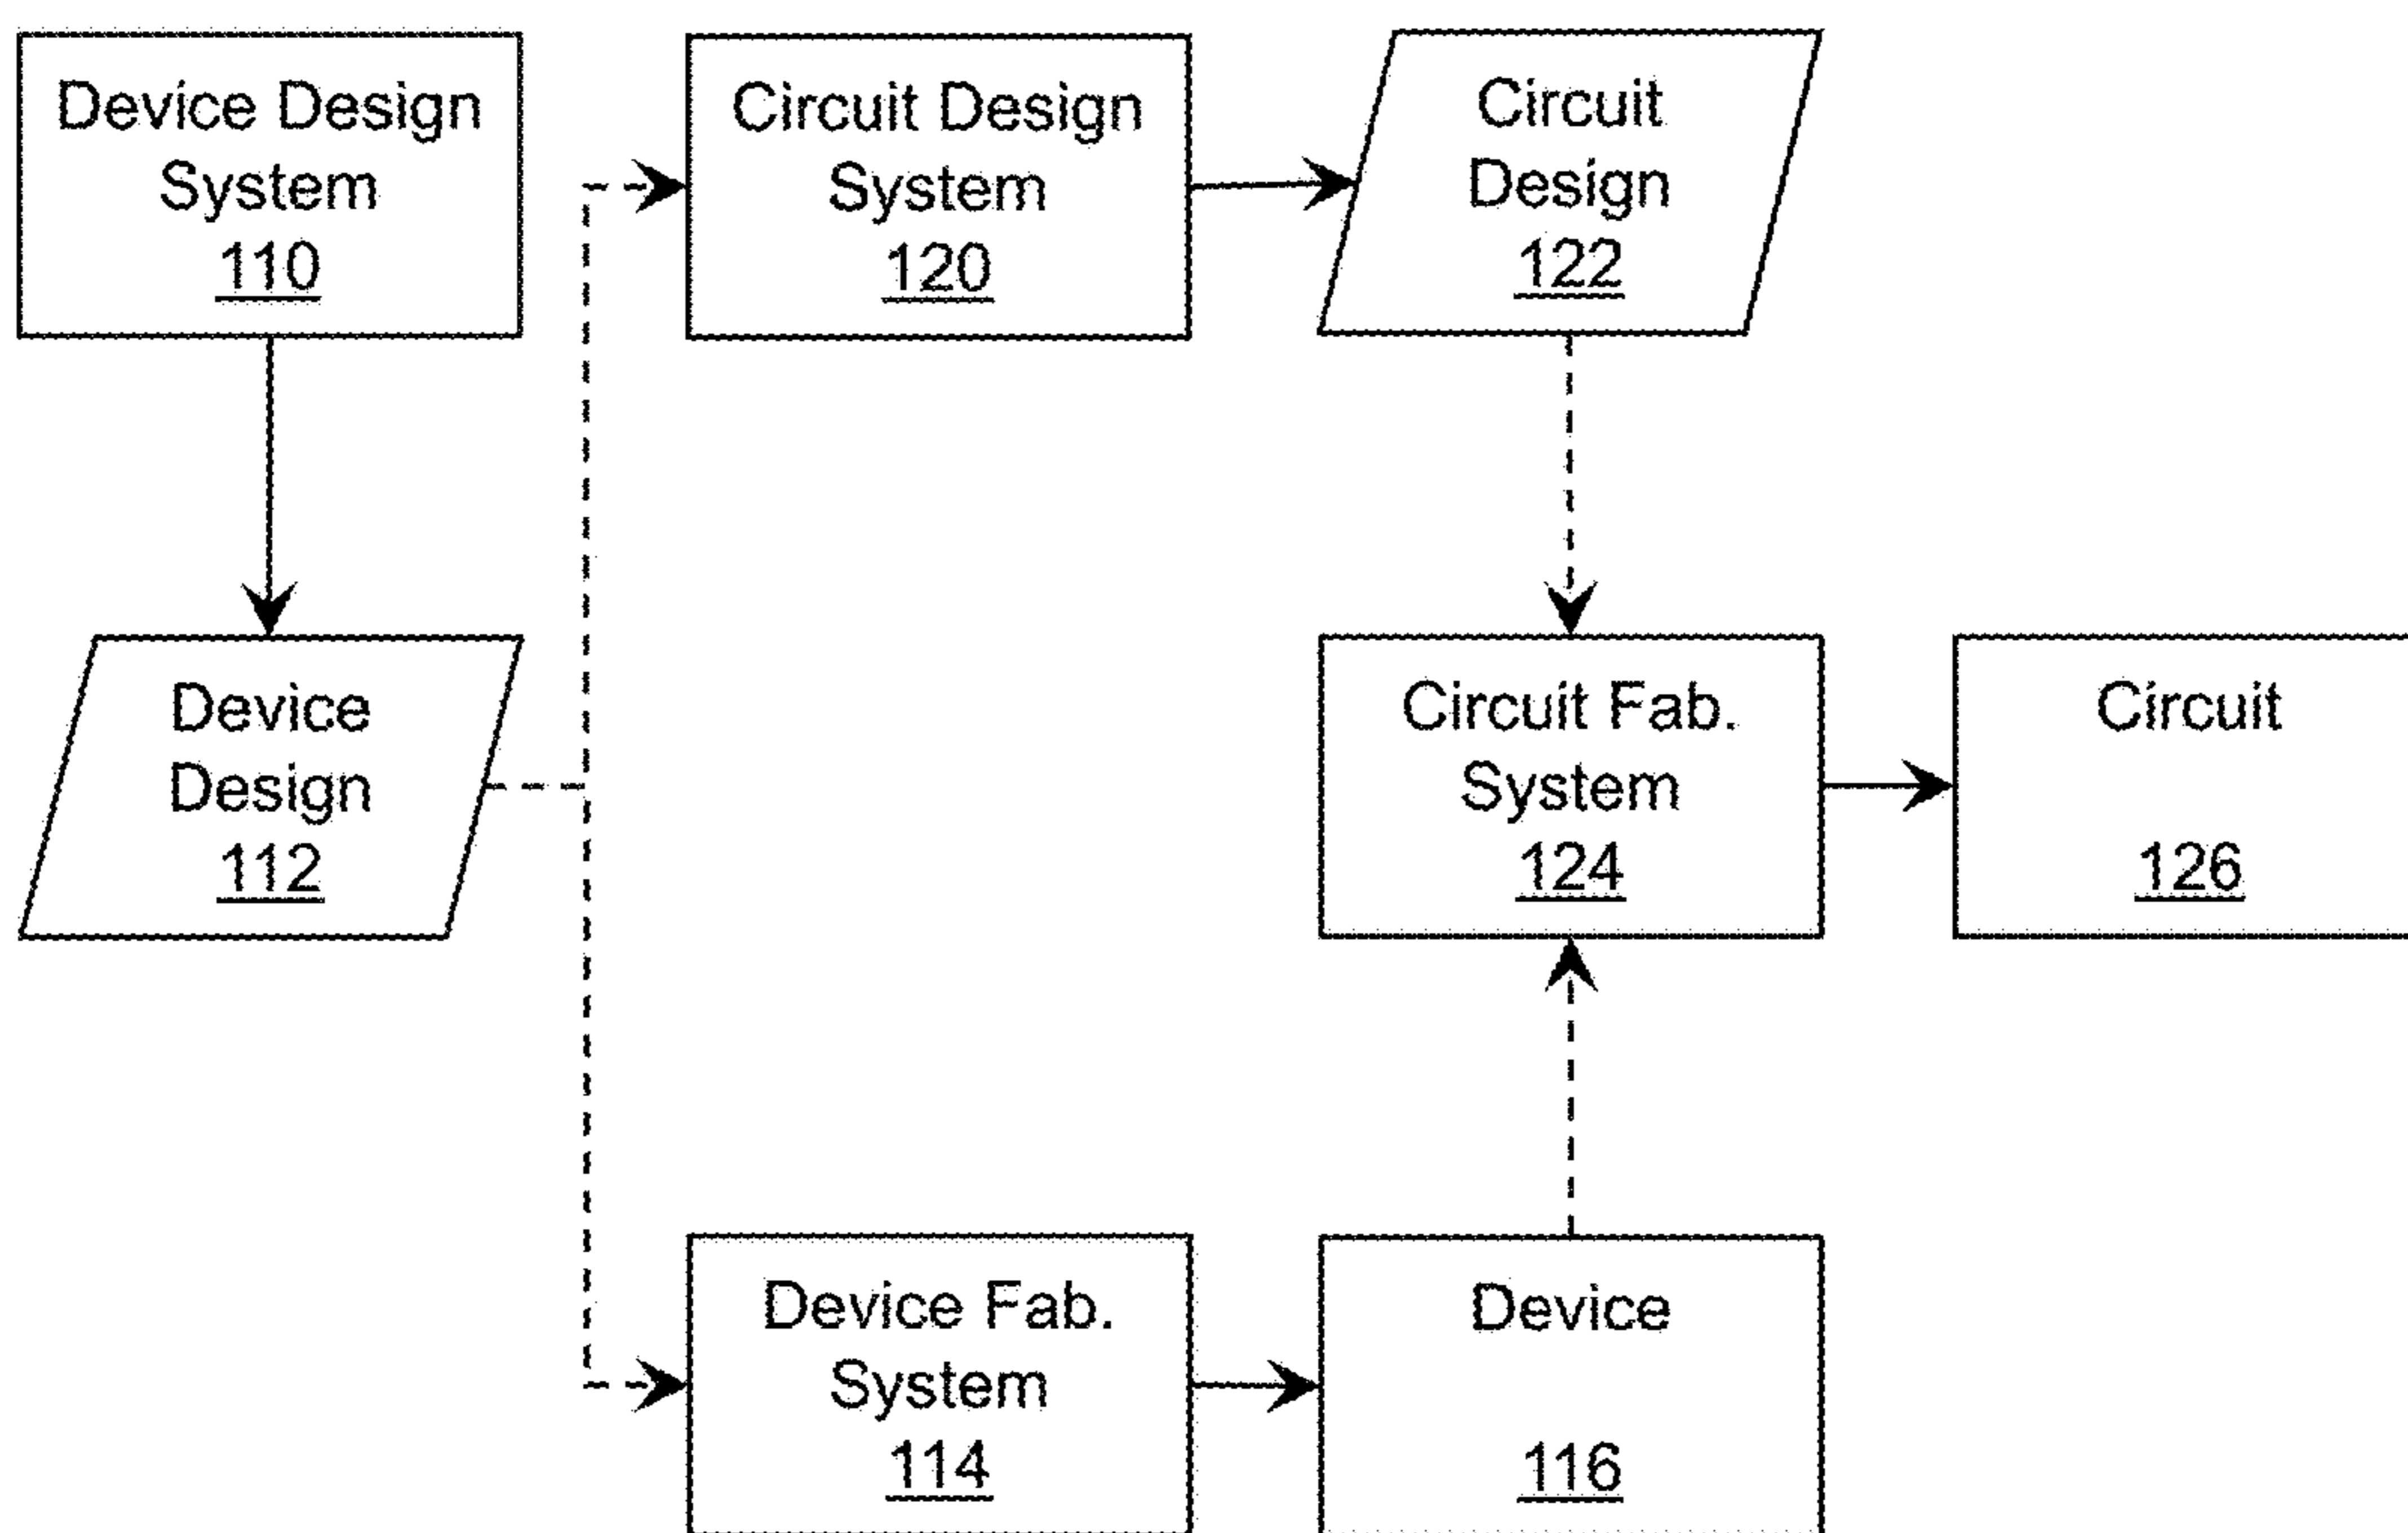 Device Design
System
110
Circuit Design
System
120
Circuit
Design
122
Device
Design
112
Circuit Fab.
System
124
Circuit
126
Device Fab.
System
114
Device
116